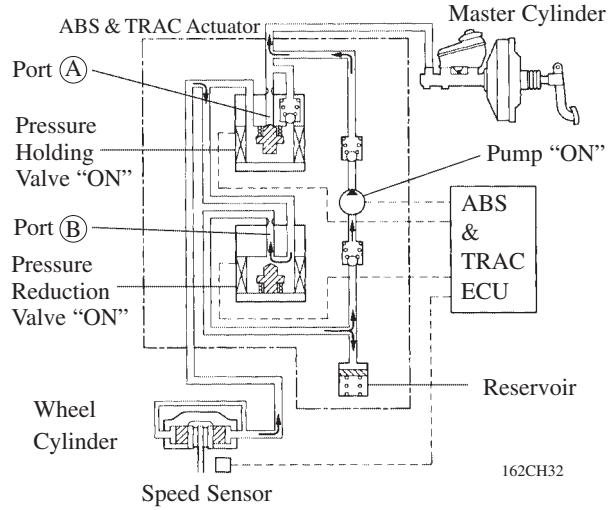 ABS & TRAC Actuator
Master Cylinder
Port A
Pressure
Holding
Valve “ON”
Pump “ON”
ABS
&
TRAC
ECU
Port B
Pressure
Reduction
Valve “ON”
Reservoir
Wheel
Cylinder
162CH32
Speed Sensor